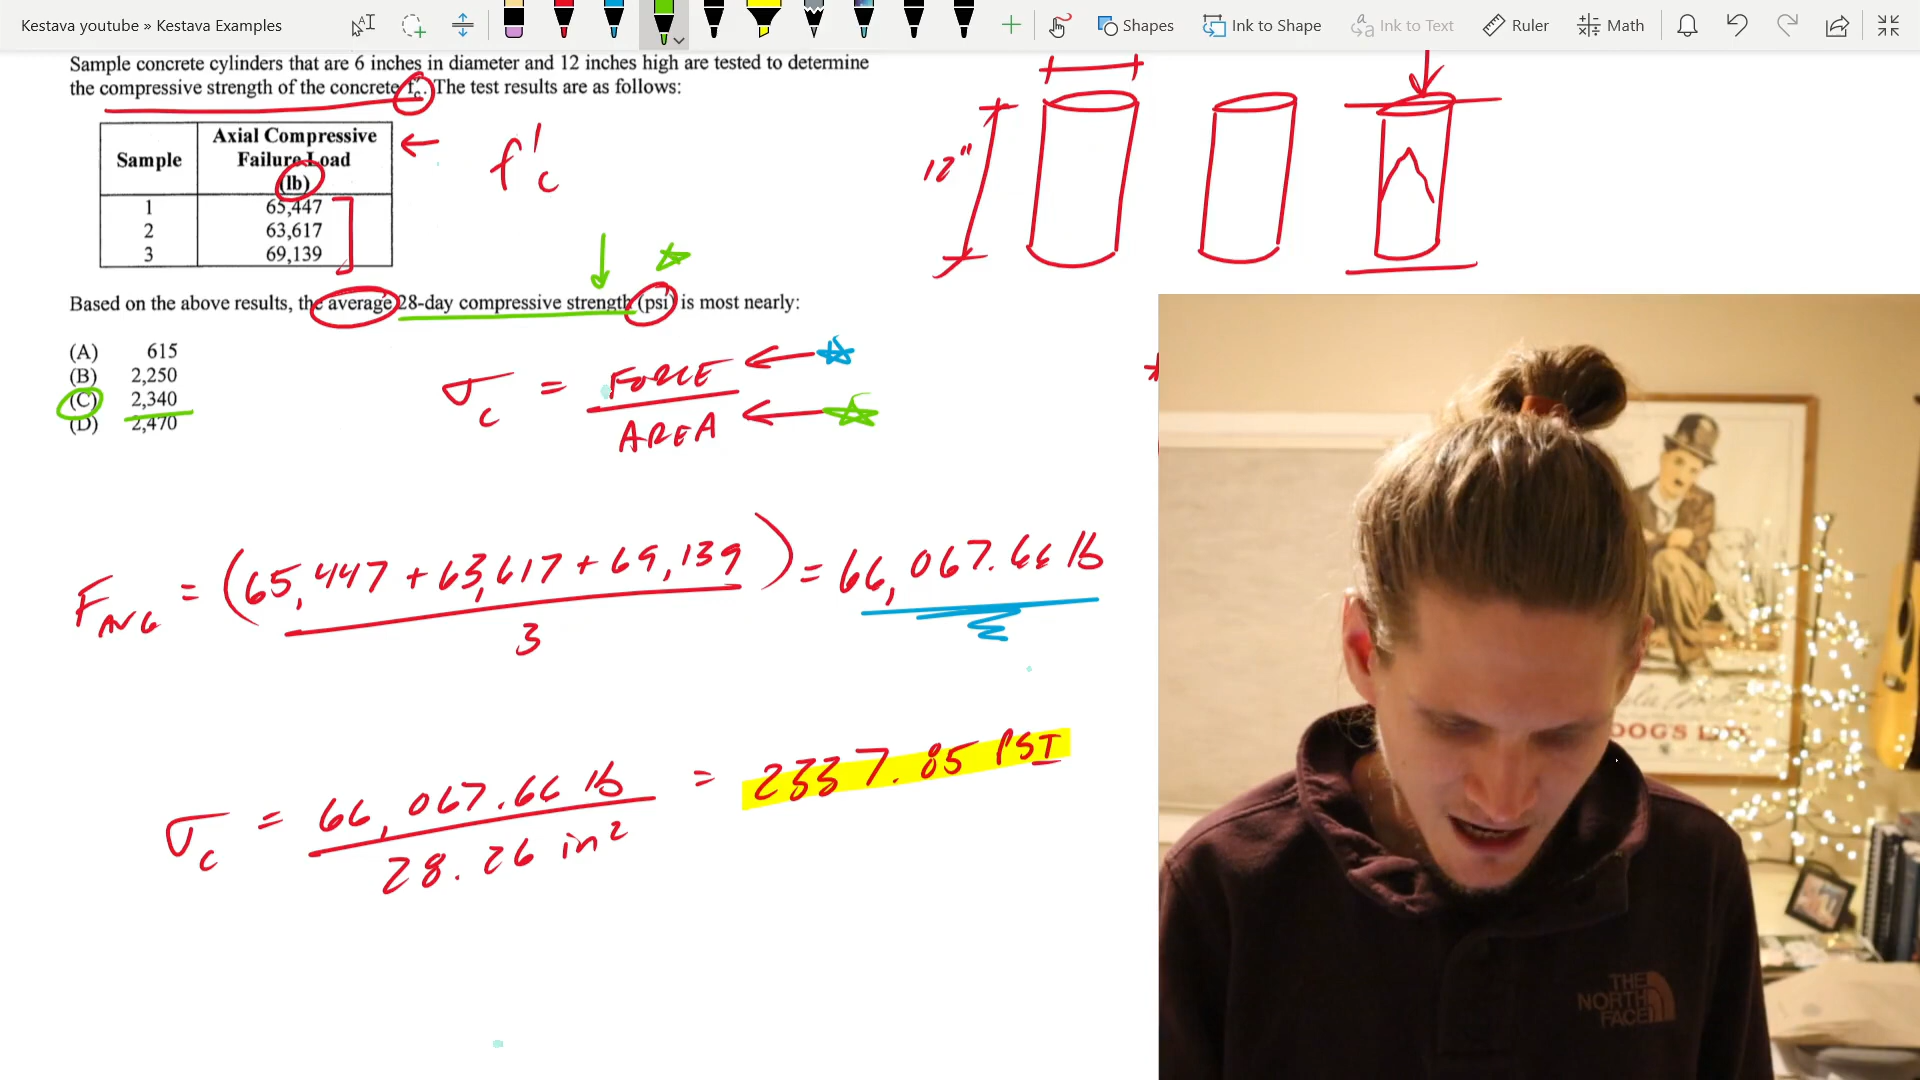 Kestava youtube » Kestava Examples
Shapes
Ink to Shape
Ink to Text
Ruler
Math
Sample concrete cylinders that are 6 inches in diameter and 12 inches high are tested to determine
the compressive strength of the concrete f'c. The test results are as follows:
Sample
Axial Compressive
Failure Load
(lb)
1 65,447
2 63,617
3 69,139
f'c
12"
Based on the above results, the average 28-day compressive strength (psi) is most nearly:
(A) 615
(B) 2,250
(C) 2,340
(D) 2,470
σc = FORCE
AREA
FAVG = (65,447 + 63,617 + 69,139) = 66,067.66 lb
3
σc = 66,067.66 lb = 2337.85 PSI
28.26 in²
DOG'S
THE
NORTH
FACE